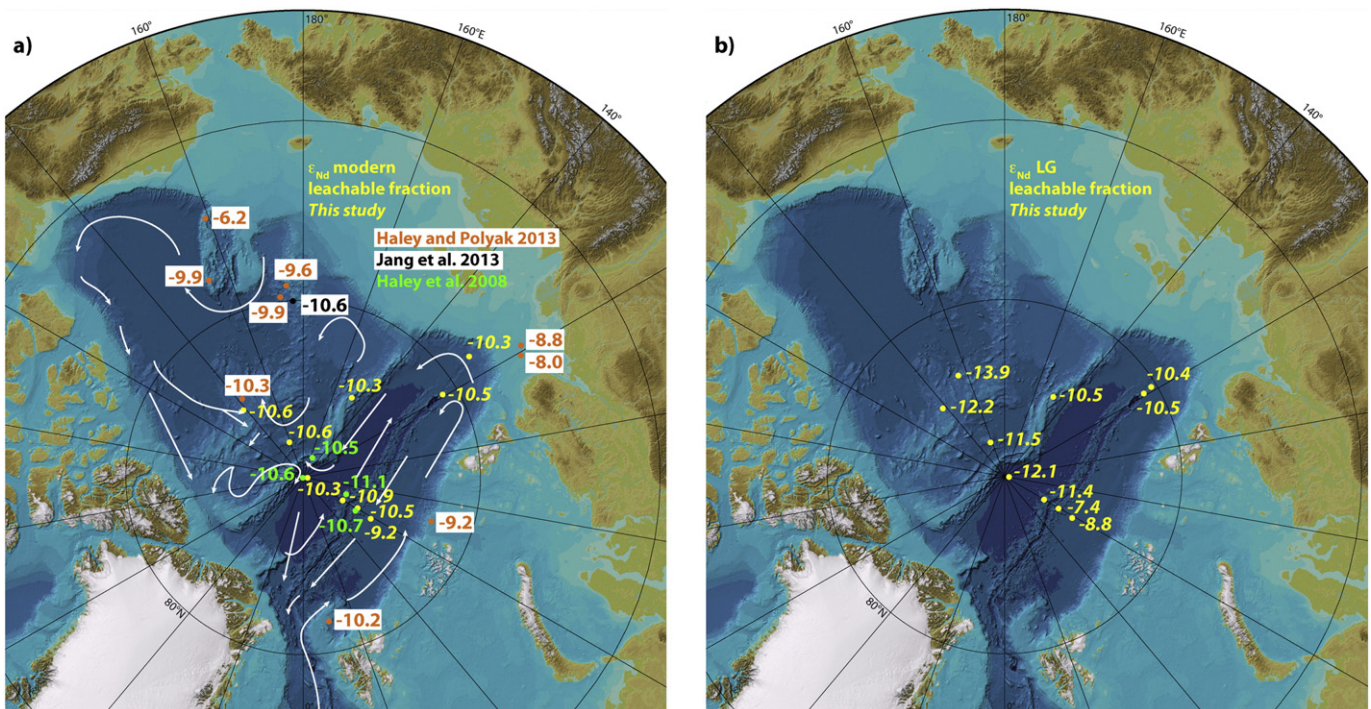 a)
160°
180°
160°E
140°
εNd modern
leachable fraction
This study
Haley and Polyak 2013
Jang et al. 2013
Haley et al. 2008
-6.2
-9.9
-9.6
-9.9
-10.6
-8.8
-8.0
-10.3
-10.5
-10.3
-10.3
-10.6
-10.6
-10.5
-10.6
-10.3
-11.1
-10.9
-10.5
-10.7
-9.2
-9.2
-10.2
80°N
0°
b)
160°
180°
160°E
140°
εNd LG
leachable fraction
This study
-13.9
-12.2
-10.5
-10.4
-10.5
-11.5
-12.1
-11.4
-7.4
-8.8
80°N
0°